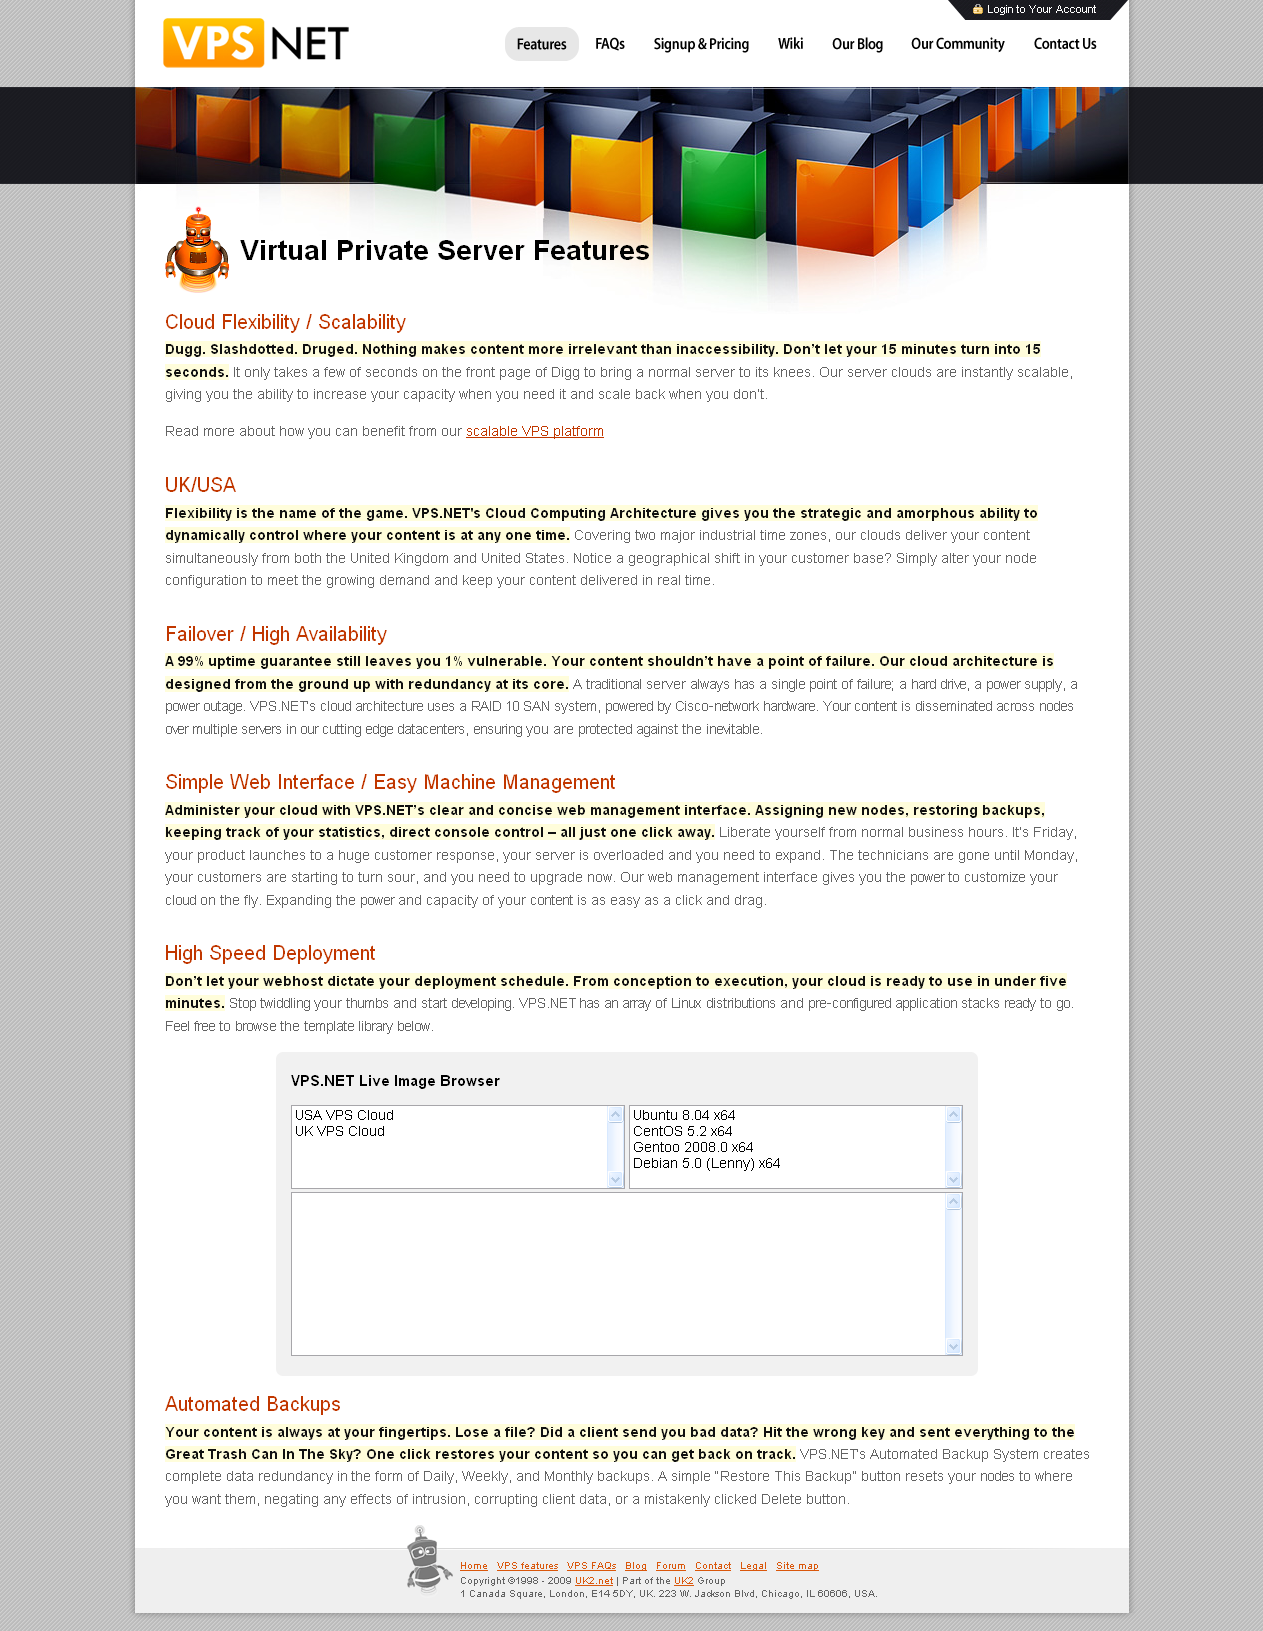 Login to Your Account
VPS NET
Features FAQs Signup & Pricing Wiki Our Blog Our Community Contact Us
Virtual Private Server Features
Cloud Flexibility / Scalability
Dugg. Slashdotted. Druged. Nothing makes content more irrelevant than inaccessibility. Don't let your 15 minutes turn into 15
seconds. It only takes a few of seconds on the front page of Digg to bring a normal server to its knees. Our server clouds are instantly scalable,
giving you the ability to increase your capacity when you need it and scale back when you don't.
Read more about how you can benefit from our scalable VPS platform
UK/USA
Flexibility is the name of the game. VPS.NET's Cloud Computing Architecture gives you the strategic and amorphous ability to
dynamically control where your content is at any one time. Covering two major industrial time zones, our clouds deliver your content
simultaneously from both the United Kingdom and United States. Notice a geographical shift in your customer base? Simply alter your node
configuration to meet the growing demand and keep your content delivered in real time.
Failover / High Availability
A 99% uptime guarantee still leaves you 1% vulnerable. Your content shouldn't have a point of failure. Our cloud architecture is
designed from the ground up with redundancy at its core. A traditional server always has a single point of failure; a hard drive, a power supply, a
power outage. VPS.NET's cloud architecture uses a RAID 10 SAN system, powered by Cisco-network hardware. Your content is disseminated across nodes
over multiple servers in our cutting edge datacenters, ensuring you are protected against the inevitable.
Simple Web Interface / Easy Machine Management
Administer your cloud with VPS.NET's clear and concise web management interface. Assigning new nodes, restoring backups,
keeping track of your statistics, direct console control – all just one click away. Liberate yourself from normal business hours. It's Friday,
your product launches to a huge customer response, your server is overloaded and you need to expand. The technicians are gone until Monday,
your customers are starting to turn sour, and you need to upgrade now. Our web management interface gives you the power to customize your
cloud on the fly. Expanding the power and capacity of your content is as easy as a click and drag.
High Speed Deployment
Don't let your webhost dictate your deployment schedule. From conception to execution, your cloud is ready to use in under five
minutes. Stop twiddling your thumbs and start developing. VPS.NET has an array of Linux distributions and pre-configured application stacks ready to go.
Feel free to browse the template library below.
VPS.NET Live Image Browser
USA VPS Cloud
UK VPS Cloud
Ubuntu 8.04 x64
CentOS 5.2 x64
Gentoo 2008.0 x64
Debian 5.0 (Lenny) x64
Automated Backups
Your content is always at your fingertips. Lose a file? Did a client send you bad data? Hit the wrong key and sent everything to the
Great Trash Can In The Sky? One click restores your content so you can get back on track. VPS.NET's Automated Backup System creates
complete data redundancy in the form of Daily, Weekly, and Monthly backups. A simple "Restore This Backup" button resets your nodes to where
you want them, negating any effects of intrusion, corrupting client data, or a mistakenly clicked Delete button.
Home VPS features VPS FAQs Blog Forum Contact Legal Site map
Copyright ©1998 - 2009 UK2.net | Part of the UK2 Group
1 Canada Square, London, E14 5DY, UK. 223 W. Jackson Blvd, Chicago, IL 60606, USA.